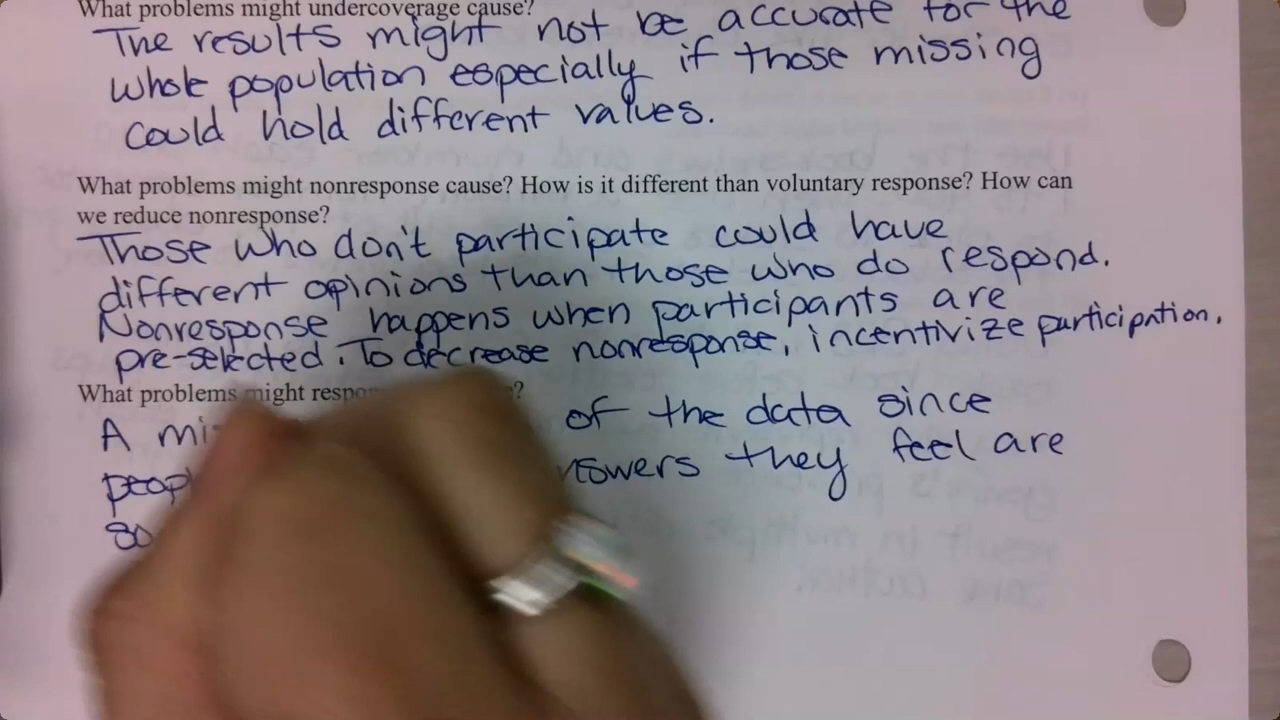 What problems might undercoverage cause?
The results might not be accurate for the
whole population especially if those missing
could hold different values.
What problems might nonresponse cause? How is it different than voluntary response? How can
we reduce nonresponse?
Those who don't participate could have
different opinions than those who do respond.
Nonresponse happens when participants are
pre-selected. To decrease nonresponse, incentivize participation.
What problems might ?
A of the data since
they feel are